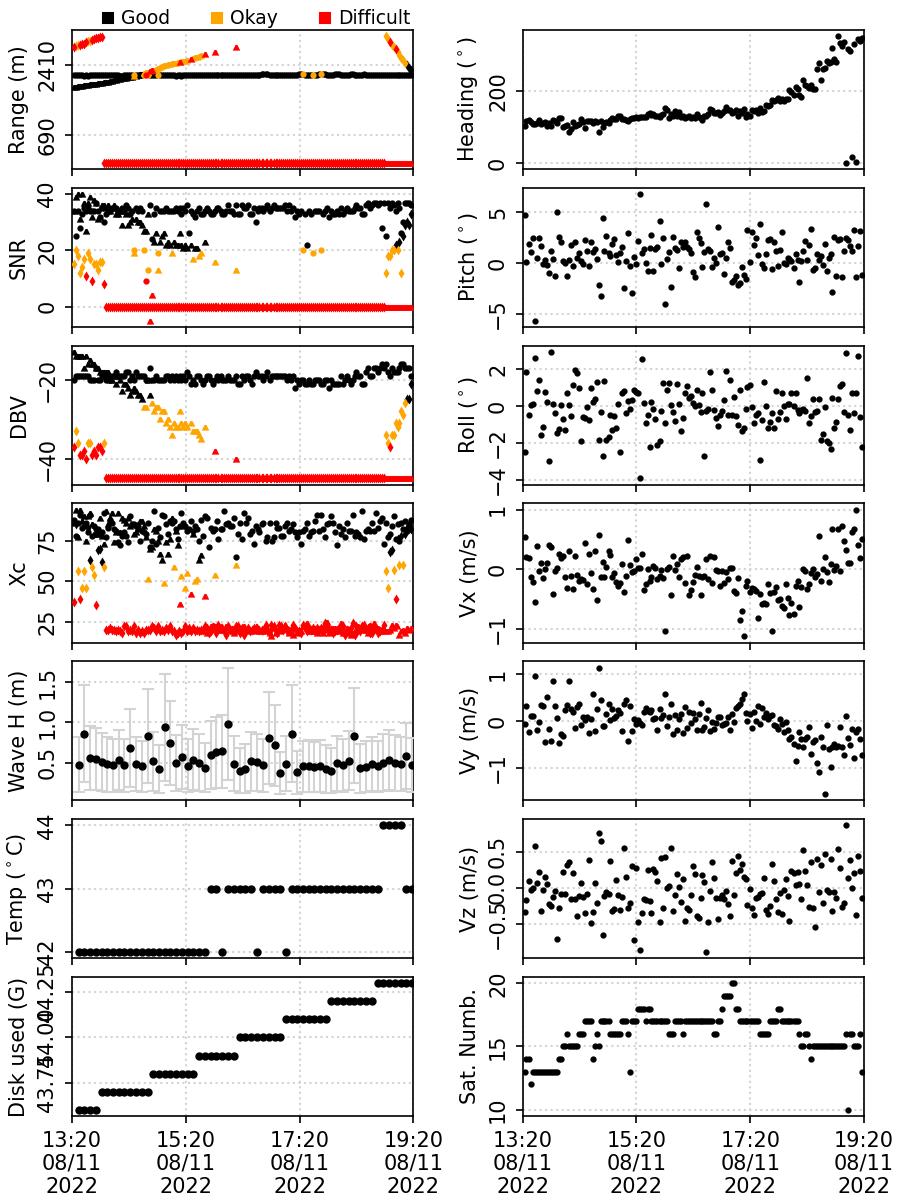 Good Okay Difficult
Range (m)
2410
690
Heading (°)
200
0
SNR
40
20
0
Pitch (°)
5
0
−5
DBV
−20
−40
Roll (°)
2
0
−2
−4
Xc
75
50
25
Vx (m/s)
1
0
−1
Wave H (m)
1.5
1.0
0.5
Vy (m/s)
1
0
−1
Temp (°C)
44
43
42
Vz (m/s)
0.5
0.0
−0.5
Disk used (G)
44.25
44.00
43.75
43.50
Sat. Numb.
20
15
10
13:20 15:20 17:20 19:20 13:20 15:20 17:20 19:20
08/11 08/11 08/11 08/11 08/11 08/11 08/11 08/11
2022 2022 2022 2022 2022 2022 2022 2022